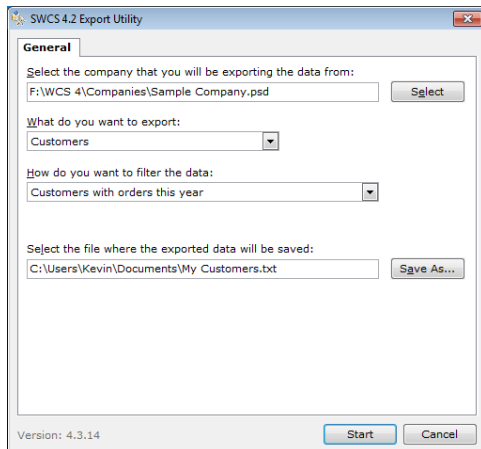 SWCS 4.2 Export Utility
General
Select the company that you will be exporting the data from:
F:\WCS 4\Companies\Sample Company.psd
Select
What do you want to export:
Customers
How do you want to filter the data:
Customers with orders this year
Select the file where the exported data will be saved:
C:\Users\Kevin\Documents\My Customers.txt
Save As...
Version: 4.3.14
Start
Cancel